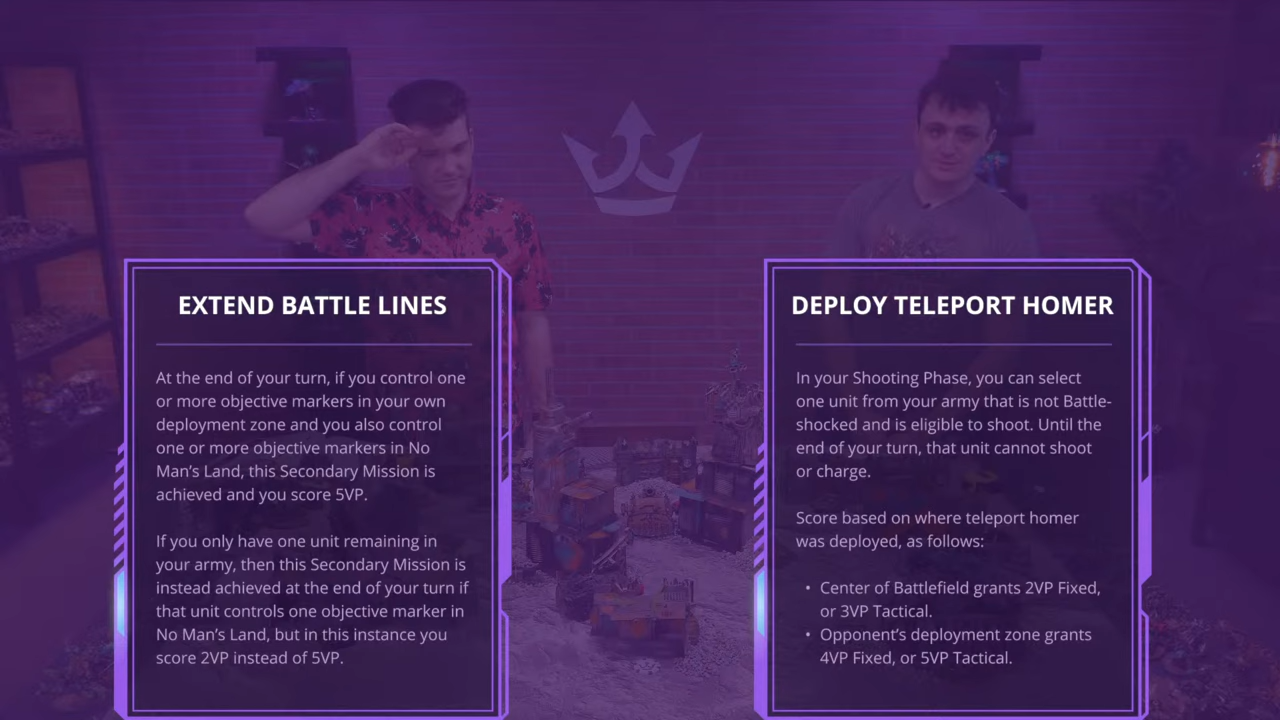 EXTEND BATTLE LINES
At the end of your turn, if you control one
or more objective markers in your own
deployment zone and you also control
one or more objective markers in No
Man's Land, this Secondary Mission is
achieved and you score 5VP.
If you only have one unit remaining in
your army, then this Secondary Mission is
instead achieved at the end of your turn if
that unit controls one objective marker in
No Man's Land, but in this instance you
score 2VP instead of 5VP.
DEPLOY TELEPORT HOMER
In your Shooting Phase, you can select
one unit from your army that is not Battle-
shocked and is eligible to shoot. Until the
end of your turn, that unit cannot shoot
or charge.
Score based on where teleport homer
was deployed, as follows:
• Center of Battlefield grants 2VP Fixed,
or 3VP Tactical.
• Opponent's deployment zone grants
4VP Fixed, or 5VP Tactical.